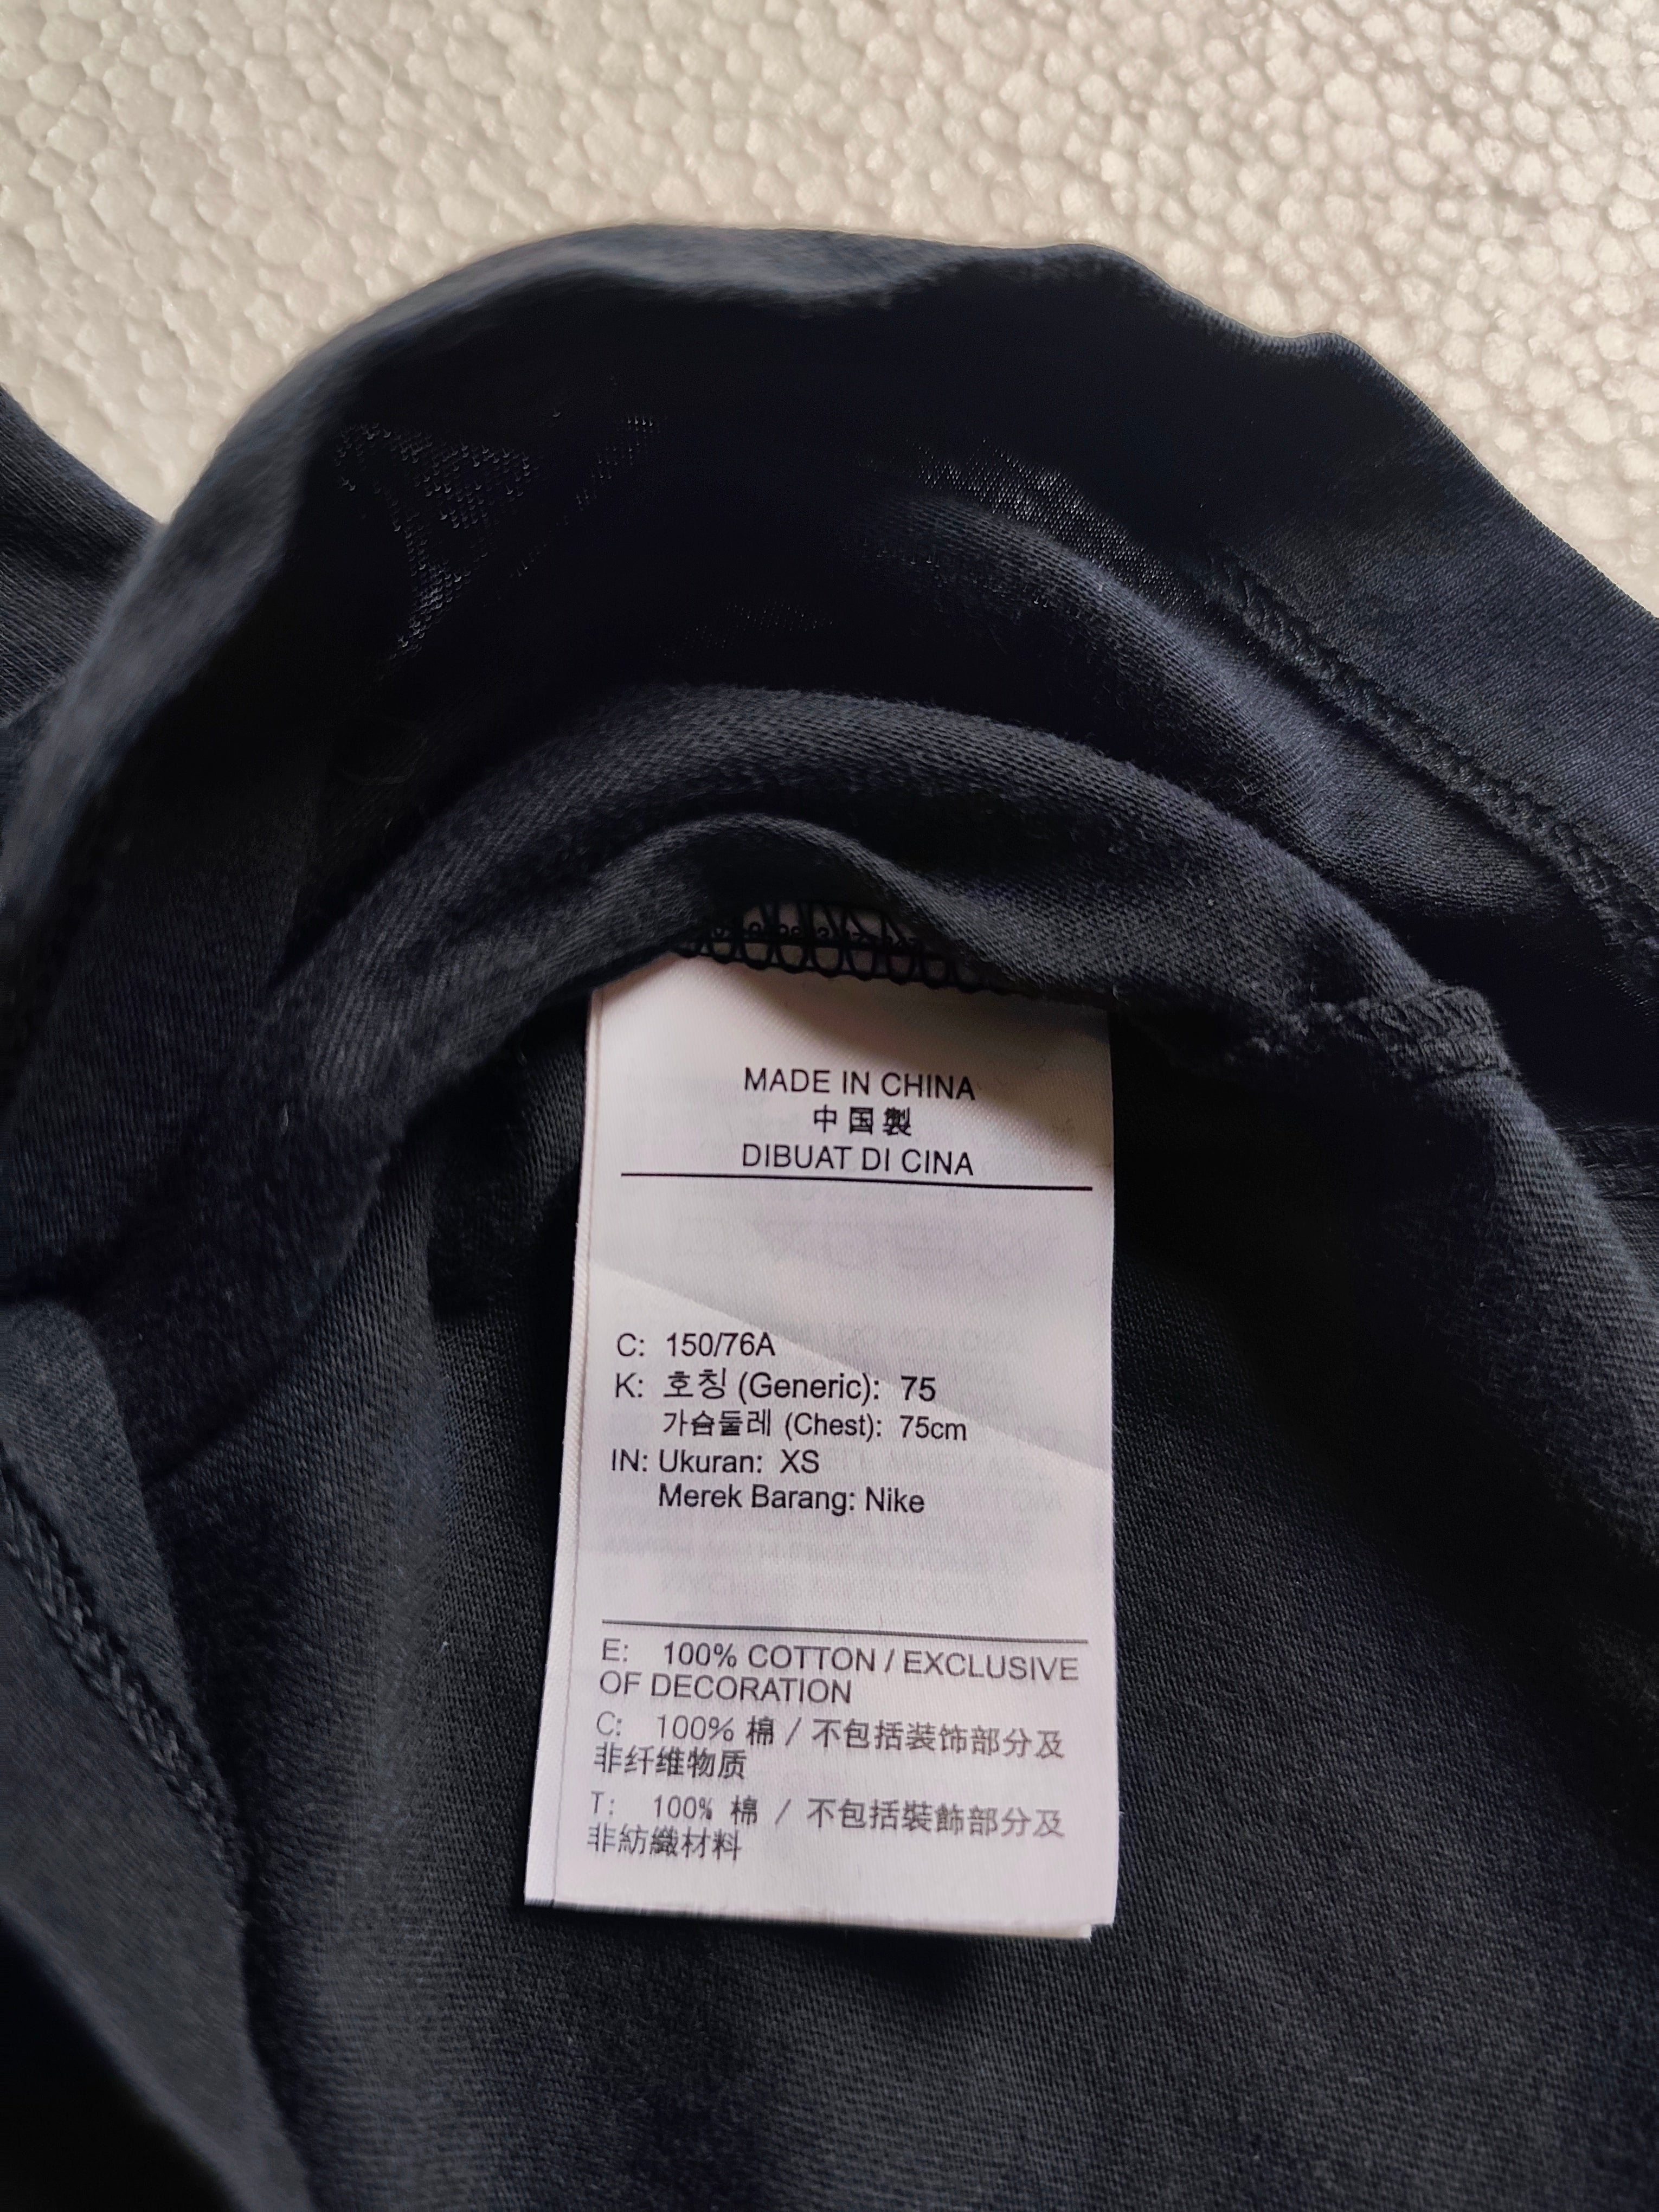 MADE IN CHINA
中国製
DIBUAT DI CINA
C: 150/76A
K: 호칭 (Generic): 75
가슴둘레 (Chest): 75cm
IN: Ukuran: XS
Merek Barang: Nike
E: 100% COTTON / EXCLUSIVE
OF DECORATION
C: 100% 棉 / 不包括装饰部分及
非纤维物质
T: 100% 棉 / 不包括裝飾部分及
非紡織材料